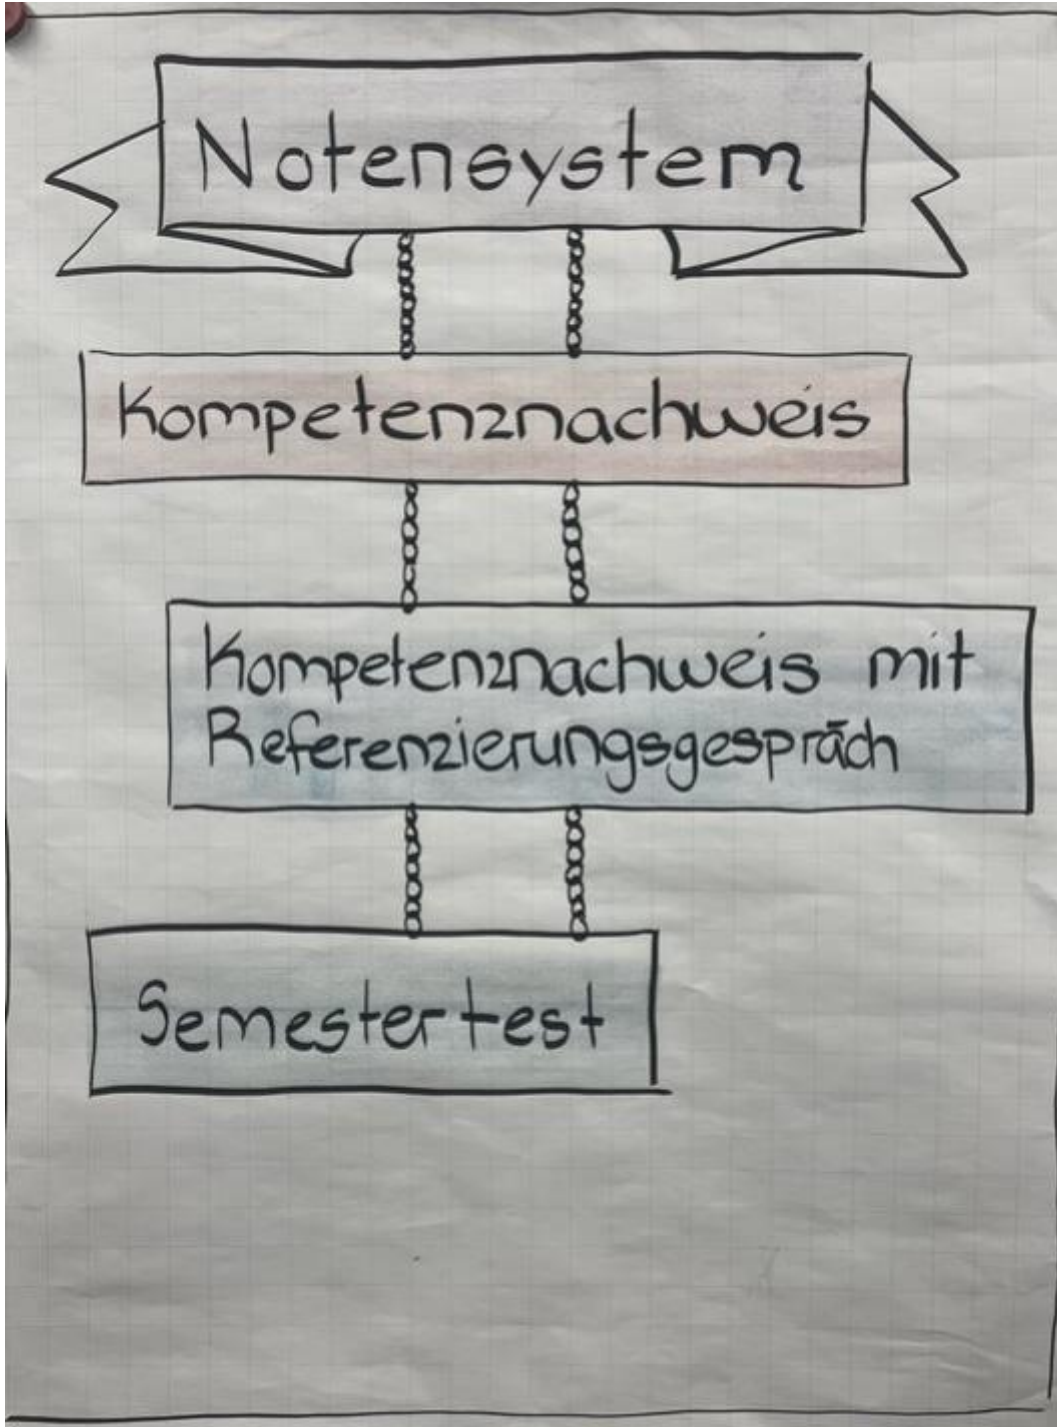 Notensystem
Kompetenznachweis
Kompetenznachweis mit
Referenzierungsgespräch
Semestertest